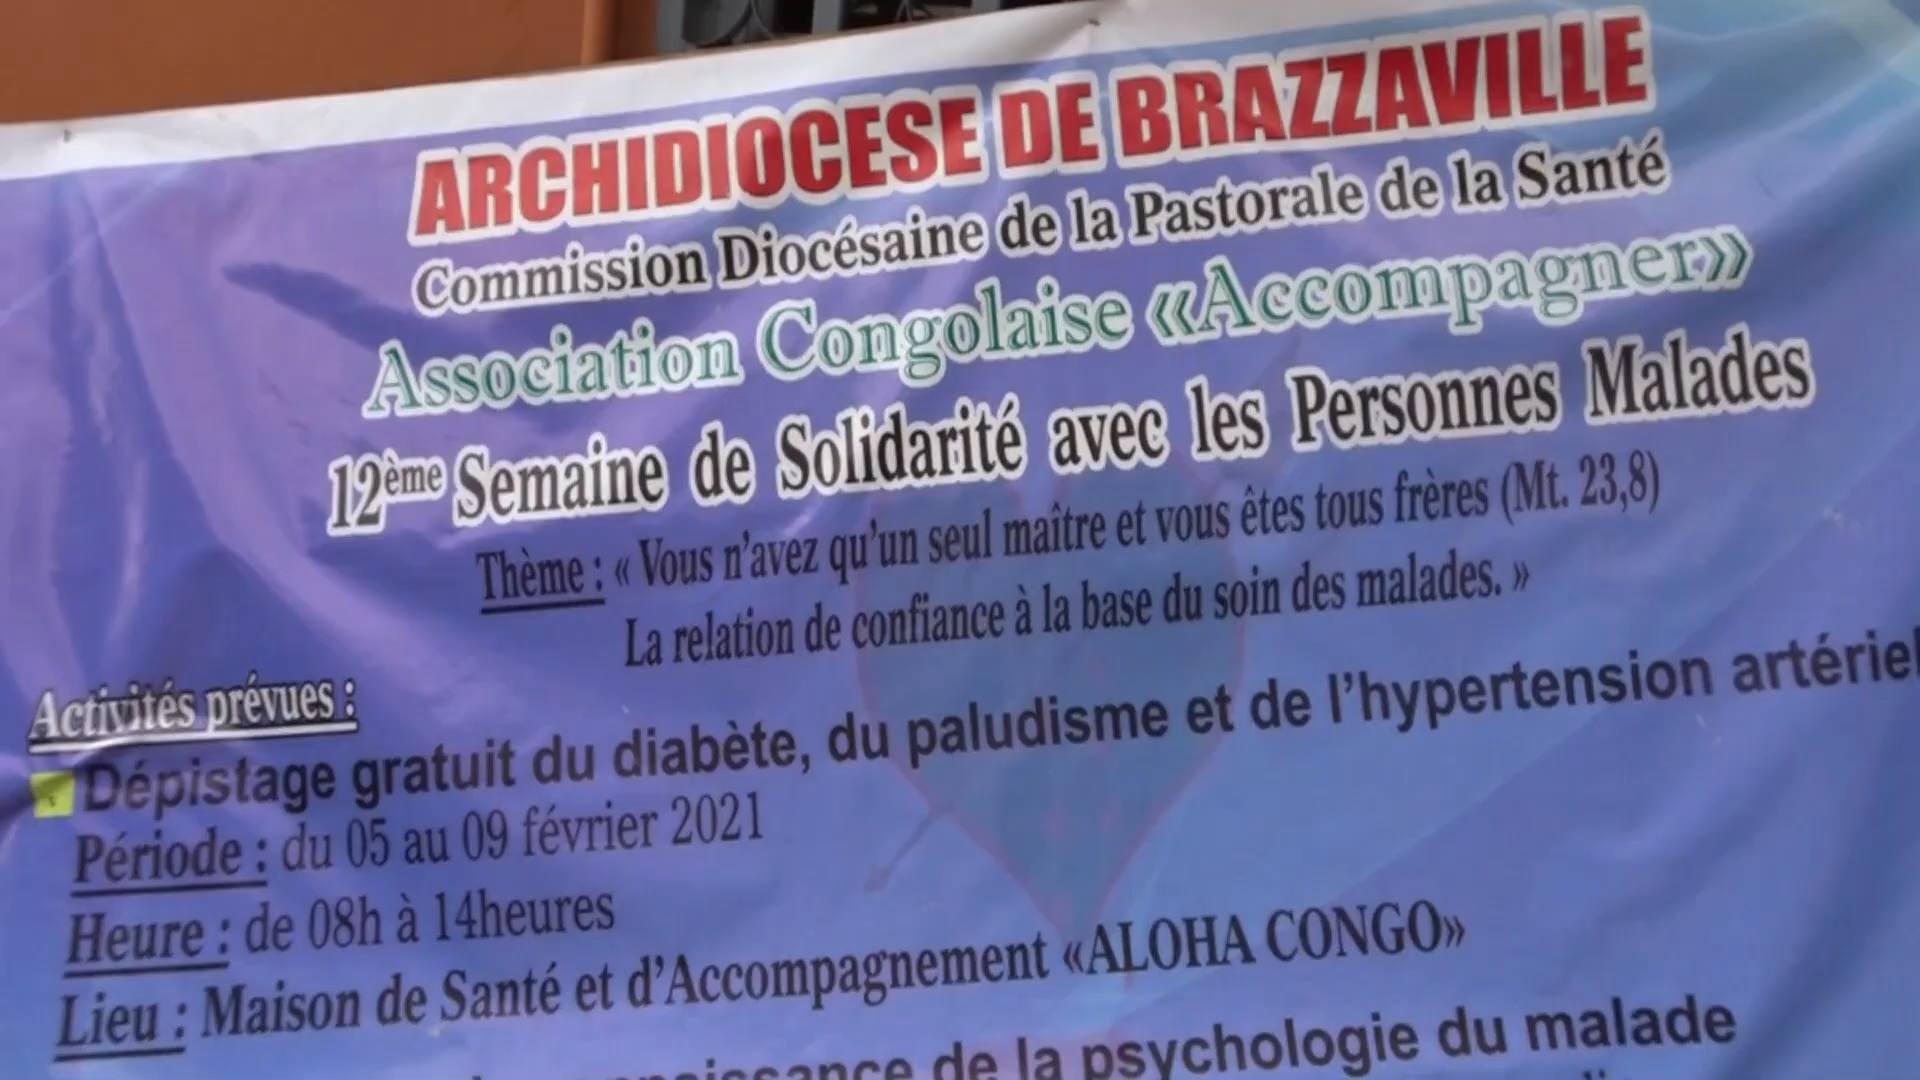 ARCHIDIOCESE DE BRAZZAVILLE
Commission Diocésaine de la Pastorale de la Santé
Association Congolaise «Accompagner»
12ème Semaine de Solidarité avec les Personnes Malades
Thème : « Vous n'avez qu'un seul maître et vous êtes tous frères (Mt. 23,8)
La relation de confiance à la base du soin des malades. »
Activités prévues :
Dépistage gratuit du diabète, du paludisme et de l'hypertension artériel
Période : du 05 au 09 février 2021
Heure : de 08h à 14heures
Lieu : Maison de Santé et d'Accompagnement «ALOHA CONGO»
de la psychologie du malade